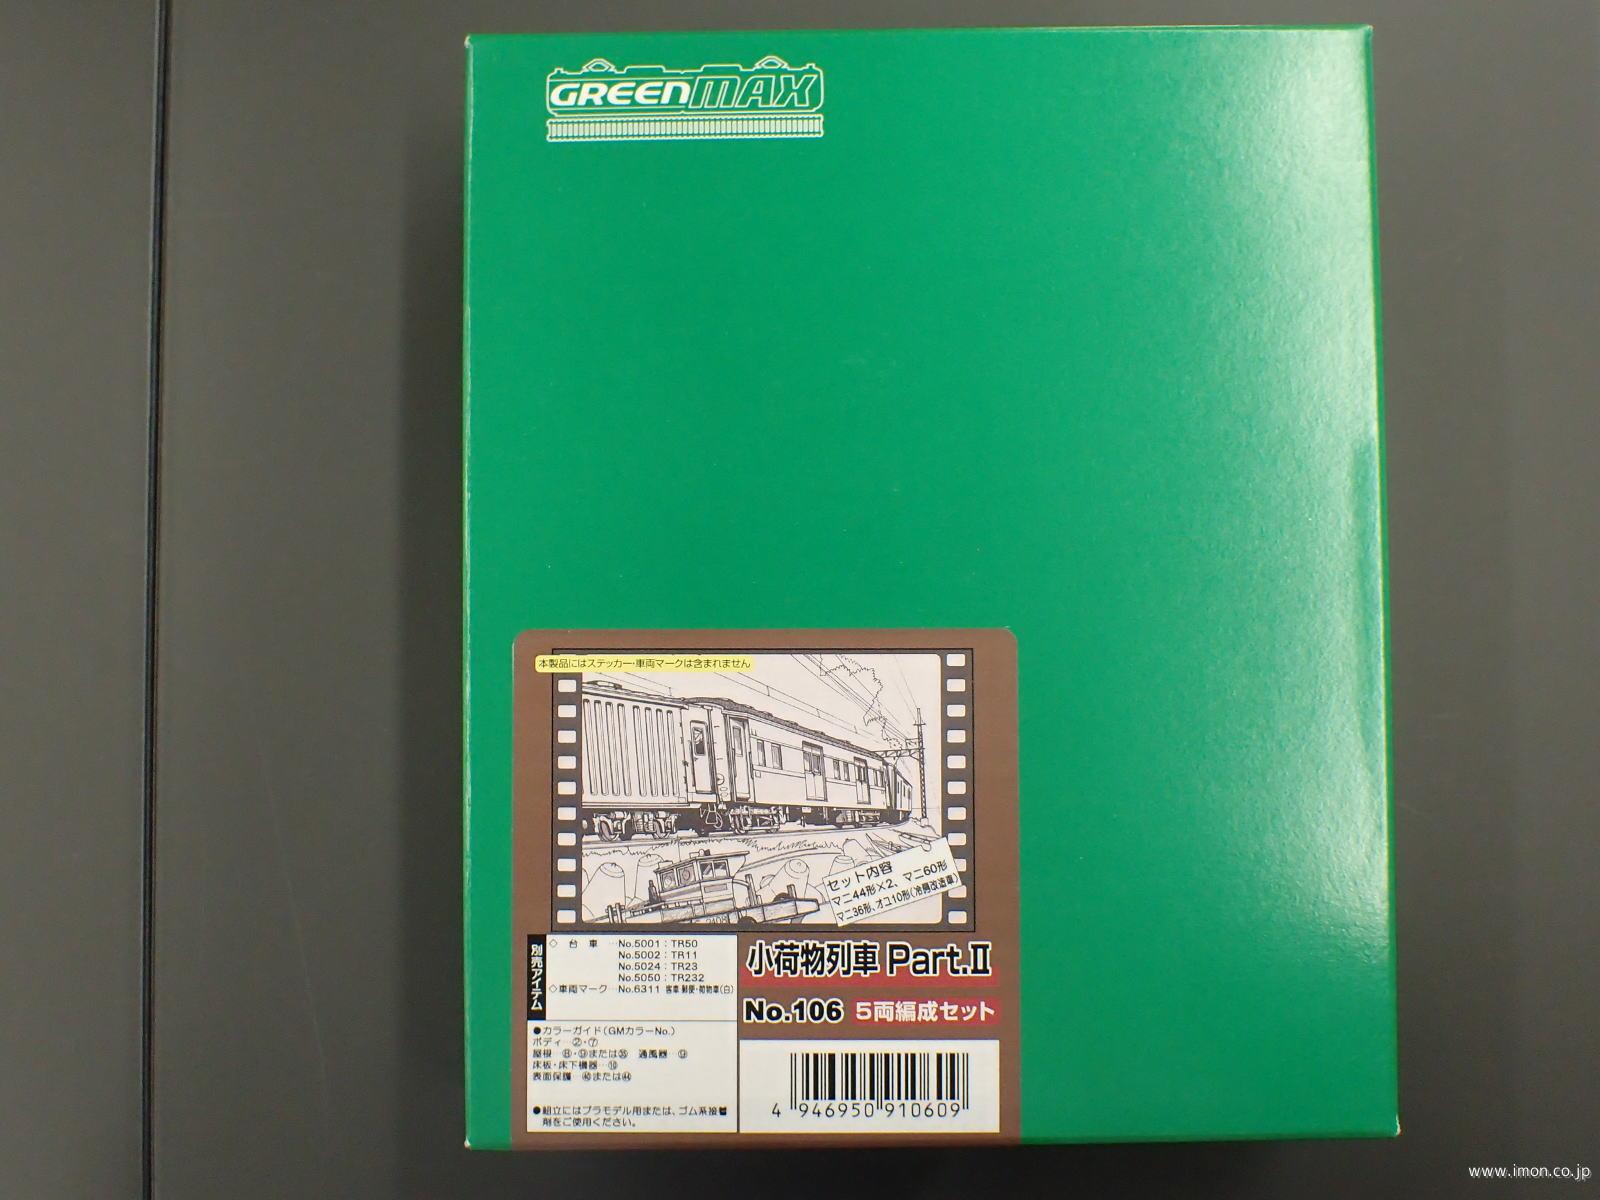 GREENMAX
本製品にはステッカー・車両マークは含まれません
セット内容
マニ44形×2、マニ60形
マニ36形、オユ10形(冷房改造車)
別売アイテム
◇ 台 車 …No.5001:TR50
No.5002:TR11
No.5024:TR23
No.5050:TR232
◇車両マーク…No.6311 客車 郵便・荷物車(白)
小荷物列車 Part.Ⅱ
No.106 5両編成セット
●カラーガイド(GMカラーNo.)
ボディ…②・⑦
屋根…⑧・⑨または㉟ 通風器…⑨
床板・床下機器…⑩
表面保護…㊵または㊹
●組立にはプラモデル用または、ゴム系接着
剤をご使用ください。
4 946950 910609
www.imon.co.jp